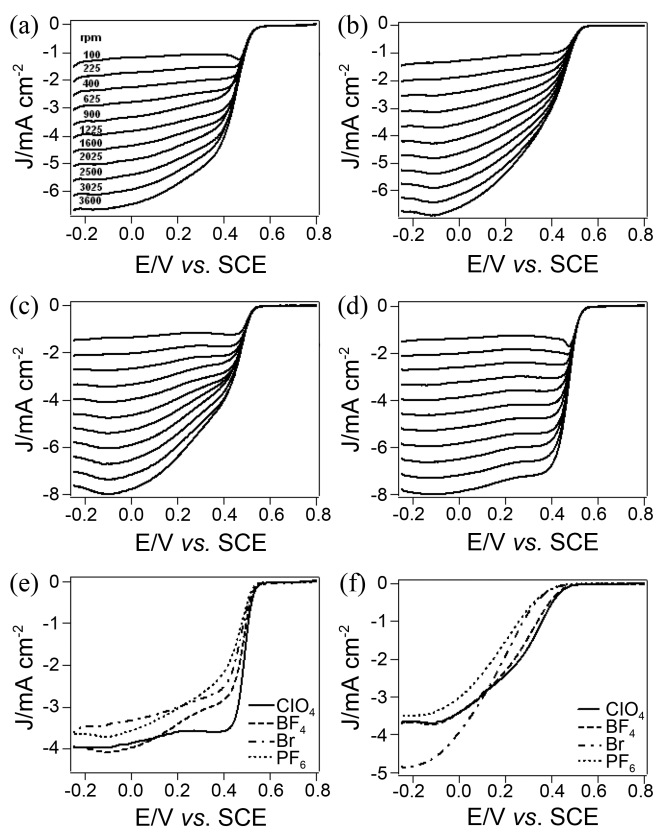 (a)
0
-1
-2
-3
-4
-5
-6
J/mA cm-2
rpm
100
225
400
625
900
1225
1600
2025
2500
3025
3600
-0.2 0.0 0.2 0.4 0.6 0.8
E/V vs. SCE
(b)
0
-1
-2
-3
-4
-5
-6
J/mA cm-2
-0.2 0.0 0.2 0.4 0.6 0.8
E/V vs. SCE
(c)
0
-2
-4
-6
-8
J/mA cm-2
-0.2 0.0 0.2 0.4 0.6 0.8
E/V vs. SCE
(d)
0
-2
-4
-6
-8
J/mA cm-2
-0.2 0.0 0.2 0.4 0.6 0.8
E/V vs. SCE
(e)
0
-1
-2
-3
-4
J/mA cm-2
ClO4
BF4
Br
PF6
-0.2 0.0 0.2 0.4 0.6 0.8
E/V vs. SCE
(f)
0
-1
-2
-3
-4
-5
J/mA cm-2
ClO4
BF4
Br
PF6
-0.2 0.0 0.2 0.4 0.6 0.8
E/V vs. SCE